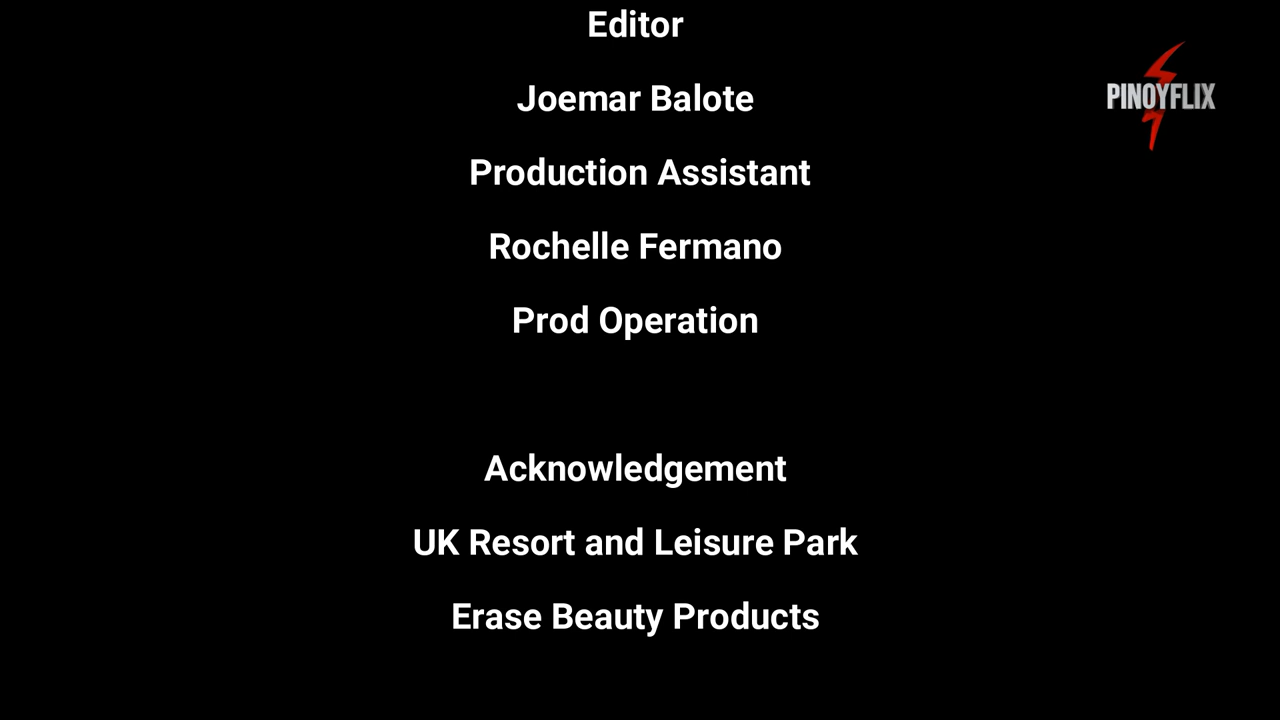 Editor
PINOYFLIX
Joemar Balote
Production Assistant
Rochelle Fermano
Prod Operation
Acknowledgement
UK Resort and Leisure Park
Erase Beauty Products